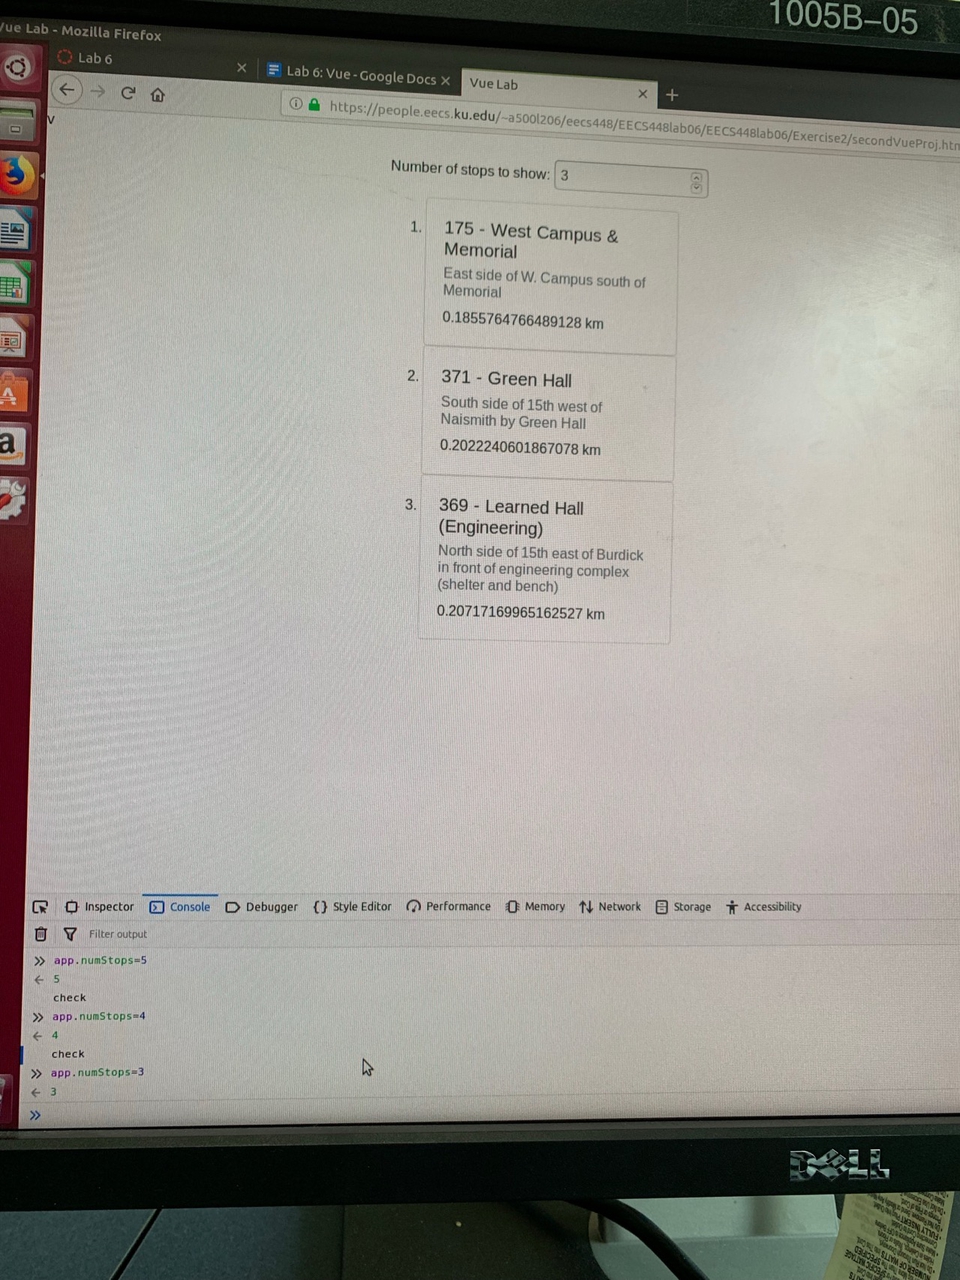 1005B-05
Vue Lab - Mozilla Firefox
Lab 6
Lab 6: Vue - Google Docs
Vue Lab
https://people.eecs.ku.edu/~a500l206/eecs448/EECS448lab06/EECS448lab06/Exercise2/secondVueProj.htm
v
Number of stops to show: 3
1. 175 - West Campus &
Memorial
East side of W. Campus south of
Memorial
0.1855764766489128 km
2. 371 - Green Hall
South side of 15th west of
Naismith by Green Hall
0.2022240601867078 km
3. 369 - Learned Hall
(Engineering)
North side of 15th east of Burdick
in front of engineering complex
(shelter and bench)
0.20717169965162527 km
Inspector Console Debugger {} Style Editor Performance Memory Network Storage Accessibility
Filter output
» app.numStops=5
← 5
check
» app.numStops=4
← 4
check
» app.numStops=3
← 3
»
DELL